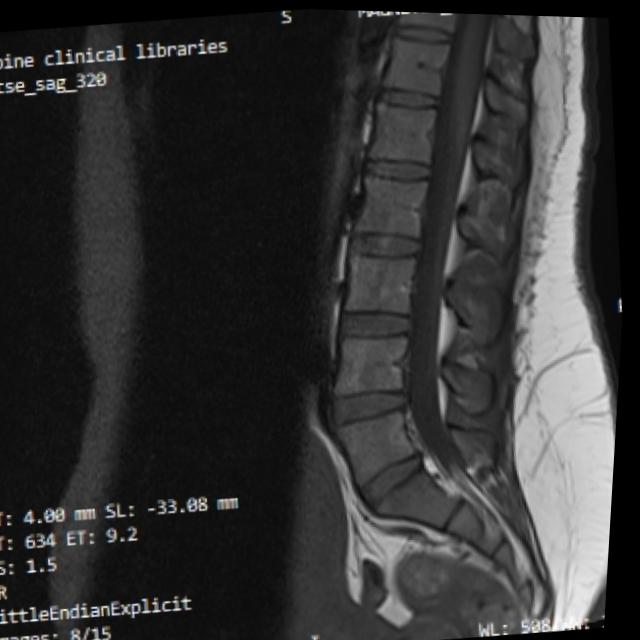 S
pine clinical libraries
tse_sag_320
T: 4.00 mm SL: -33.08 mm
T: 634 ET: 9.2
S: 1.5
R
ittleEndianExplicit
mages: 8/15
I
WL: 508